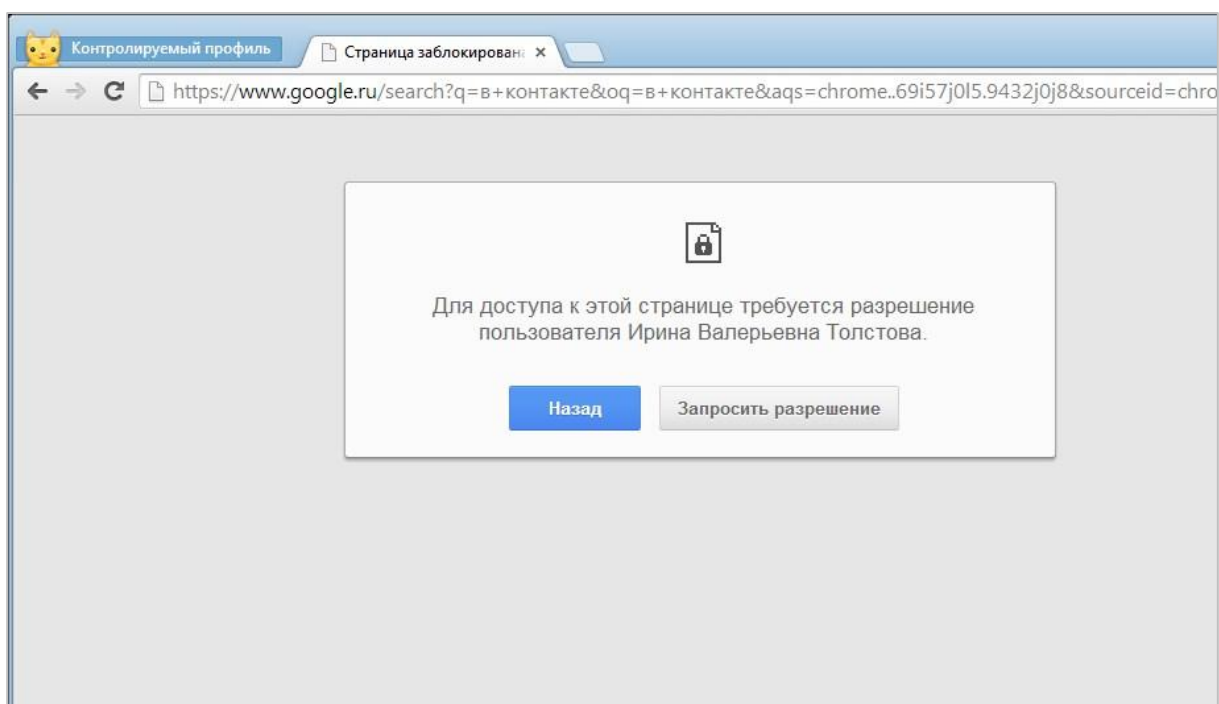 Контролируемый профиль
Страница заблокирован
https://www.google.ru/search?q=в+контакте&oq=в+контакте&aqs=chrome..69i57j0l5.9432j0j8&sourceid=chro
Для доступа к этой странице требуется разрешение
пользователя Ирина Валерьевна Толстова.
Назад
Запросить разрешение